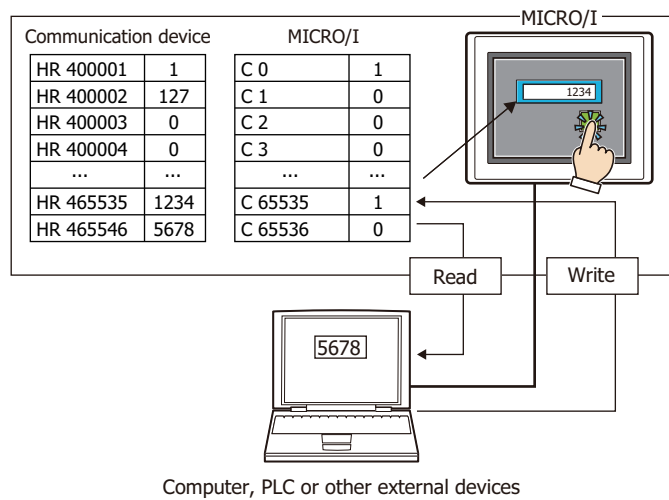 MICRO/I
Communication device
MICRO/I
HR 400001 1
HR 400002 127
HR 400003 0
HR 400004 0
... ...
HR 465535 1234
HR 465546 5678
C 0 1
C 1 0
C 2 0
C 3 0
... ...
C 65535 1
C 65536 0
1234
Read
Write
5678
Computer, PLC or other external devices